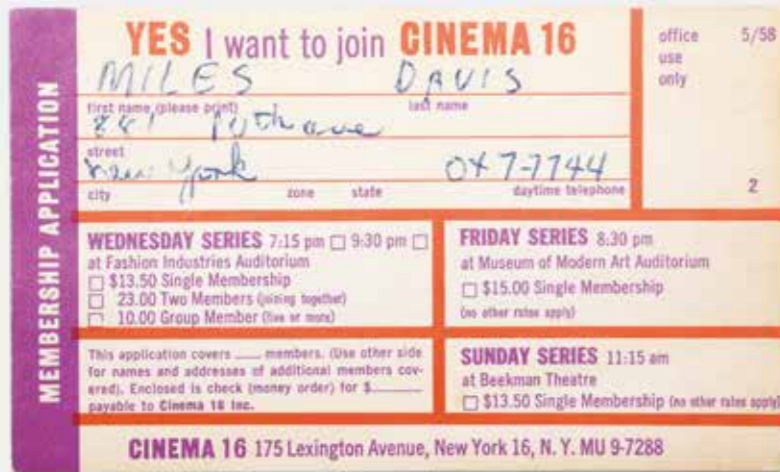 YES I want to join CINEMA 16
MILES DAVIS
first name (please print) last name
881 10th ave
street
New York OX 7-7744
city zone state daytime telephone
office 5/58
use
only
2
MEMBERSHIP APPLICATION
WEDNESDAY SERIES 7:15 pm □ 9:30 pm □
at Fashion Industries Auditorium
□ $13.50 Single Membership
□ 23.00 Two Members (joining together)
□ 10.00 Group Member (five or more)
FRIDAY SERIES 8:30 pm
at Museum of Modern Art Auditorium
□ $15.00 Single Membership
(no other rates apply)
This application covers ____ members. (Use other side
for names and addresses of additional members cov-
ered). Enclosed is check (money order) for $______
payable to Cinema 16 Inc.
SUNDAY SERIES 11:15 am
at Beekman Theatre
□ $13.50 Single Membership (no other rates apply)
CINEMA 16 175 Lexington Avenue, New York 16, N. Y. MU 9-7288